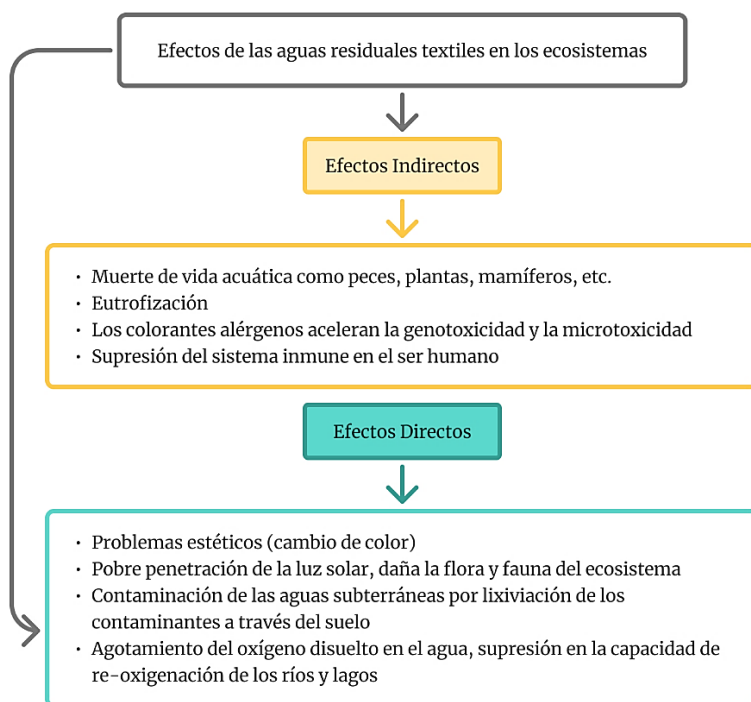 Efectos de las aguas residuales textiles en los ecosistemas
Efectos Indirectos
· Muerte de vida acuática como peces, plantas, mamíferos, etc.
· Eutrofización
· Los colorantes alérgenos aceleran la genotoxicidad y la microtoxicidad
· Supresión del sistema inmune en el ser humano
Efectos Directos
· Problemas estéticos (cambio de color)
· Pobre penetración de la luz solar, daña la flora y fauna del ecosistema
· Contaminación de las aguas subterráneas por lixiviación de los
contaminantes a través del suelo
· Agotamiento del oxígeno disuelto en el agua, supresión en la capacidad de
re-oxigenación de los ríos y lagos